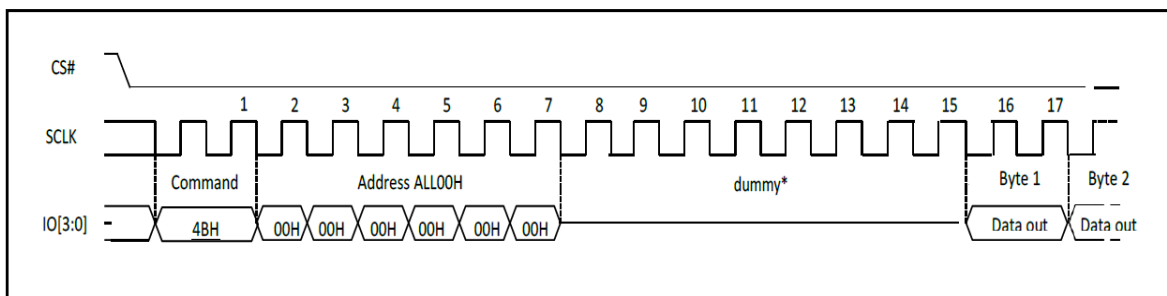 CS#
1 2 3 4 5 6 7 8 9 10 11 12 13 14 15 16 17
SCLK
Command Address ALL00H dummy* Byte 1 Byte 2
IO[3:0] 4BH 00H 00H 00H 00H 00H 00H Data out Data out